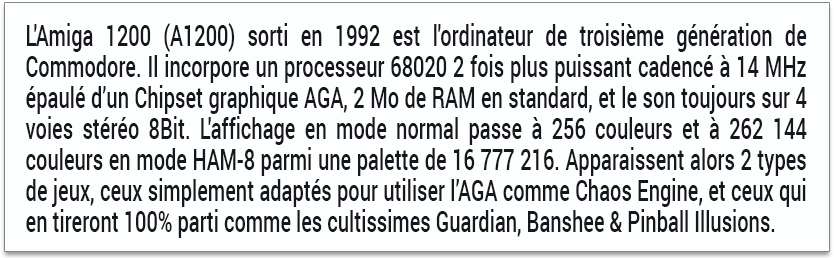 L'Amiga 1200 (A1200) sorti en 1992 est l'ordinateur de troisième génération de
Commodore. Il incorpore un processeur 68020 2 fois plus puissant cadencé à 14 MHz
épaulé d’un Chipset graphique AGA, 2 Mo de RAM en standard, et le son toujours sur 4
voies stéréo 8Bit. L’affichage en mode normal passe à 256 couleurs et à 262 144
couleurs en mode HAM-8 parmi une palette de 16 777 216. Apparaissent alors 2 types
de jeux, ceux simplement adaptés pour utiliser l’AGA comme Chaos Engine, et ceux qui
en tireront 100% parti comme les cultissimes Guardian, Banshee & Pinball Illusions.